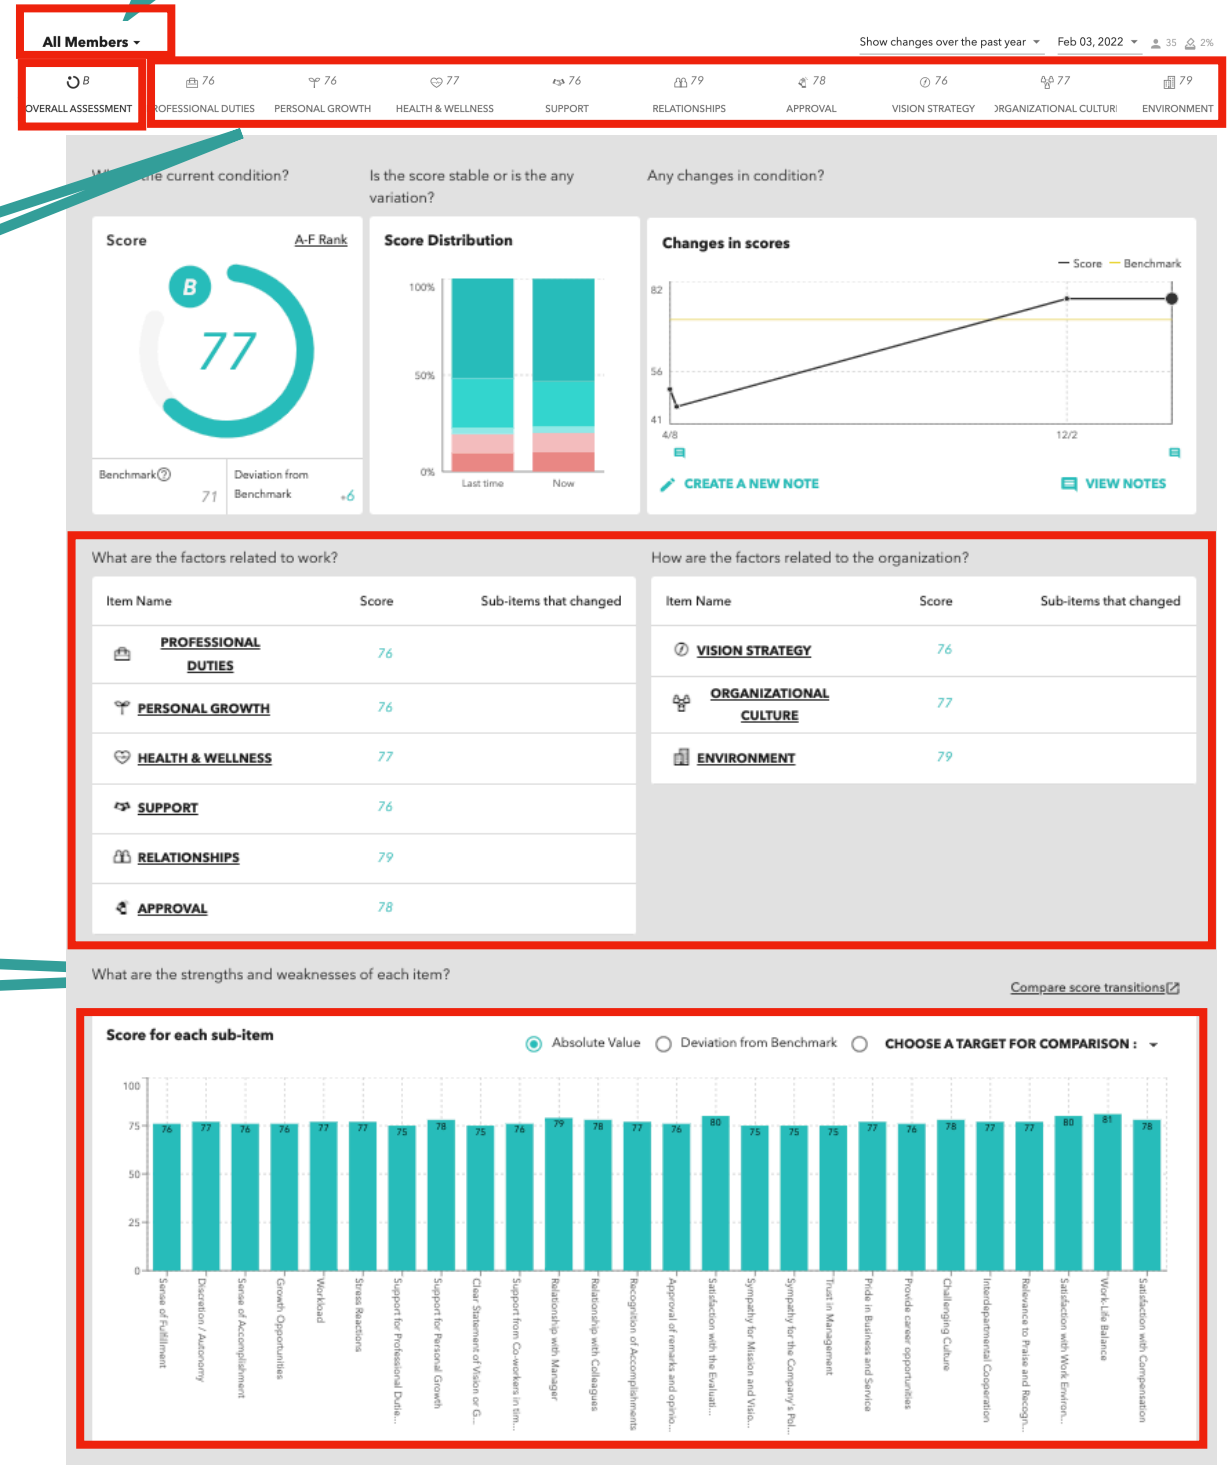 All Members
Show changes over the past year
Feb 03, 2022
35
2%
B
76
76
77
76
79
78
76
77
79
OVERALL ASSESSMENT
ROFESSIONAL DUTIES
PERSONAL GROWTH
HEALTH & WELLNESS
SUPPORT
RELATIONSHIPS
APPROVAL
VISION STRATEGY
ORGANIZATIONAL CULTUR
ENVIRONMENT
current condition?
Is the score stable or is the any
variation?
Any changes in condition?
Score
A-F Rank
B
77
Benchmark
71
Deviation from
Benchmark
+6
Score Distribution
100%
50%
0%
Last time
Now
Changes in scores
Score
Benchmark
82
56
41
4/8
12/2
CREATE A NEW NOTE
VIEW NOTES
What are the factors related to work?
Item Name
Score
Sub-items that changed
PROFESSIONAL
DUTIES
76
PERSONAL GROWTH
76
HEALTH & WELLNESS
77
SUPPORT
76
RELATIONSHIPS
79
APPROVAL
78
How are the factors related to the organization?
Item Name
Score
Sub-items that changed
VISION STRATEGY
76
ORGANIZATIONAL
CULTURE
77
ENVIRONMENT
79
What are the strengths and weaknesses of each item?
Compare score transitions
Score for each sub-item
Absolute Value
Deviation from Benchmark
CHOOSE A TARGET FOR COMPARISON :
100
75
50
25
0
76
77
76
76
77
77
75
78
75
76
79
78
77
76
80
75
75
75
77
76
78
77
77
80
81
78
Sense of Fulfillment
Discretion / Autonomy
Sense of Accomplishment
Growth Opportunities
Workload
Stress Reactions
Support for Professional Dutie...
Support for Personal Growth
Clear Statement of Vision or G...
Support from Co-workers in tim...
Relationship with Manager
Relationship with Colleagues
Recognition of Accomplishments
Approval of remarks and opinio...
Satisfaction with the Evaluati...
Sympathy for Mission and Visio...
Sympathy for the Company's Pol...
Trust in Management
Pride in Business and Service
Provide career opportunities
Challenging Culture
Interdepartmental Cooperation
Relevance to Praise and Recogn...
Satisfaction with Work Environ...
Work-Life Balance
Satisfaction with Compensation